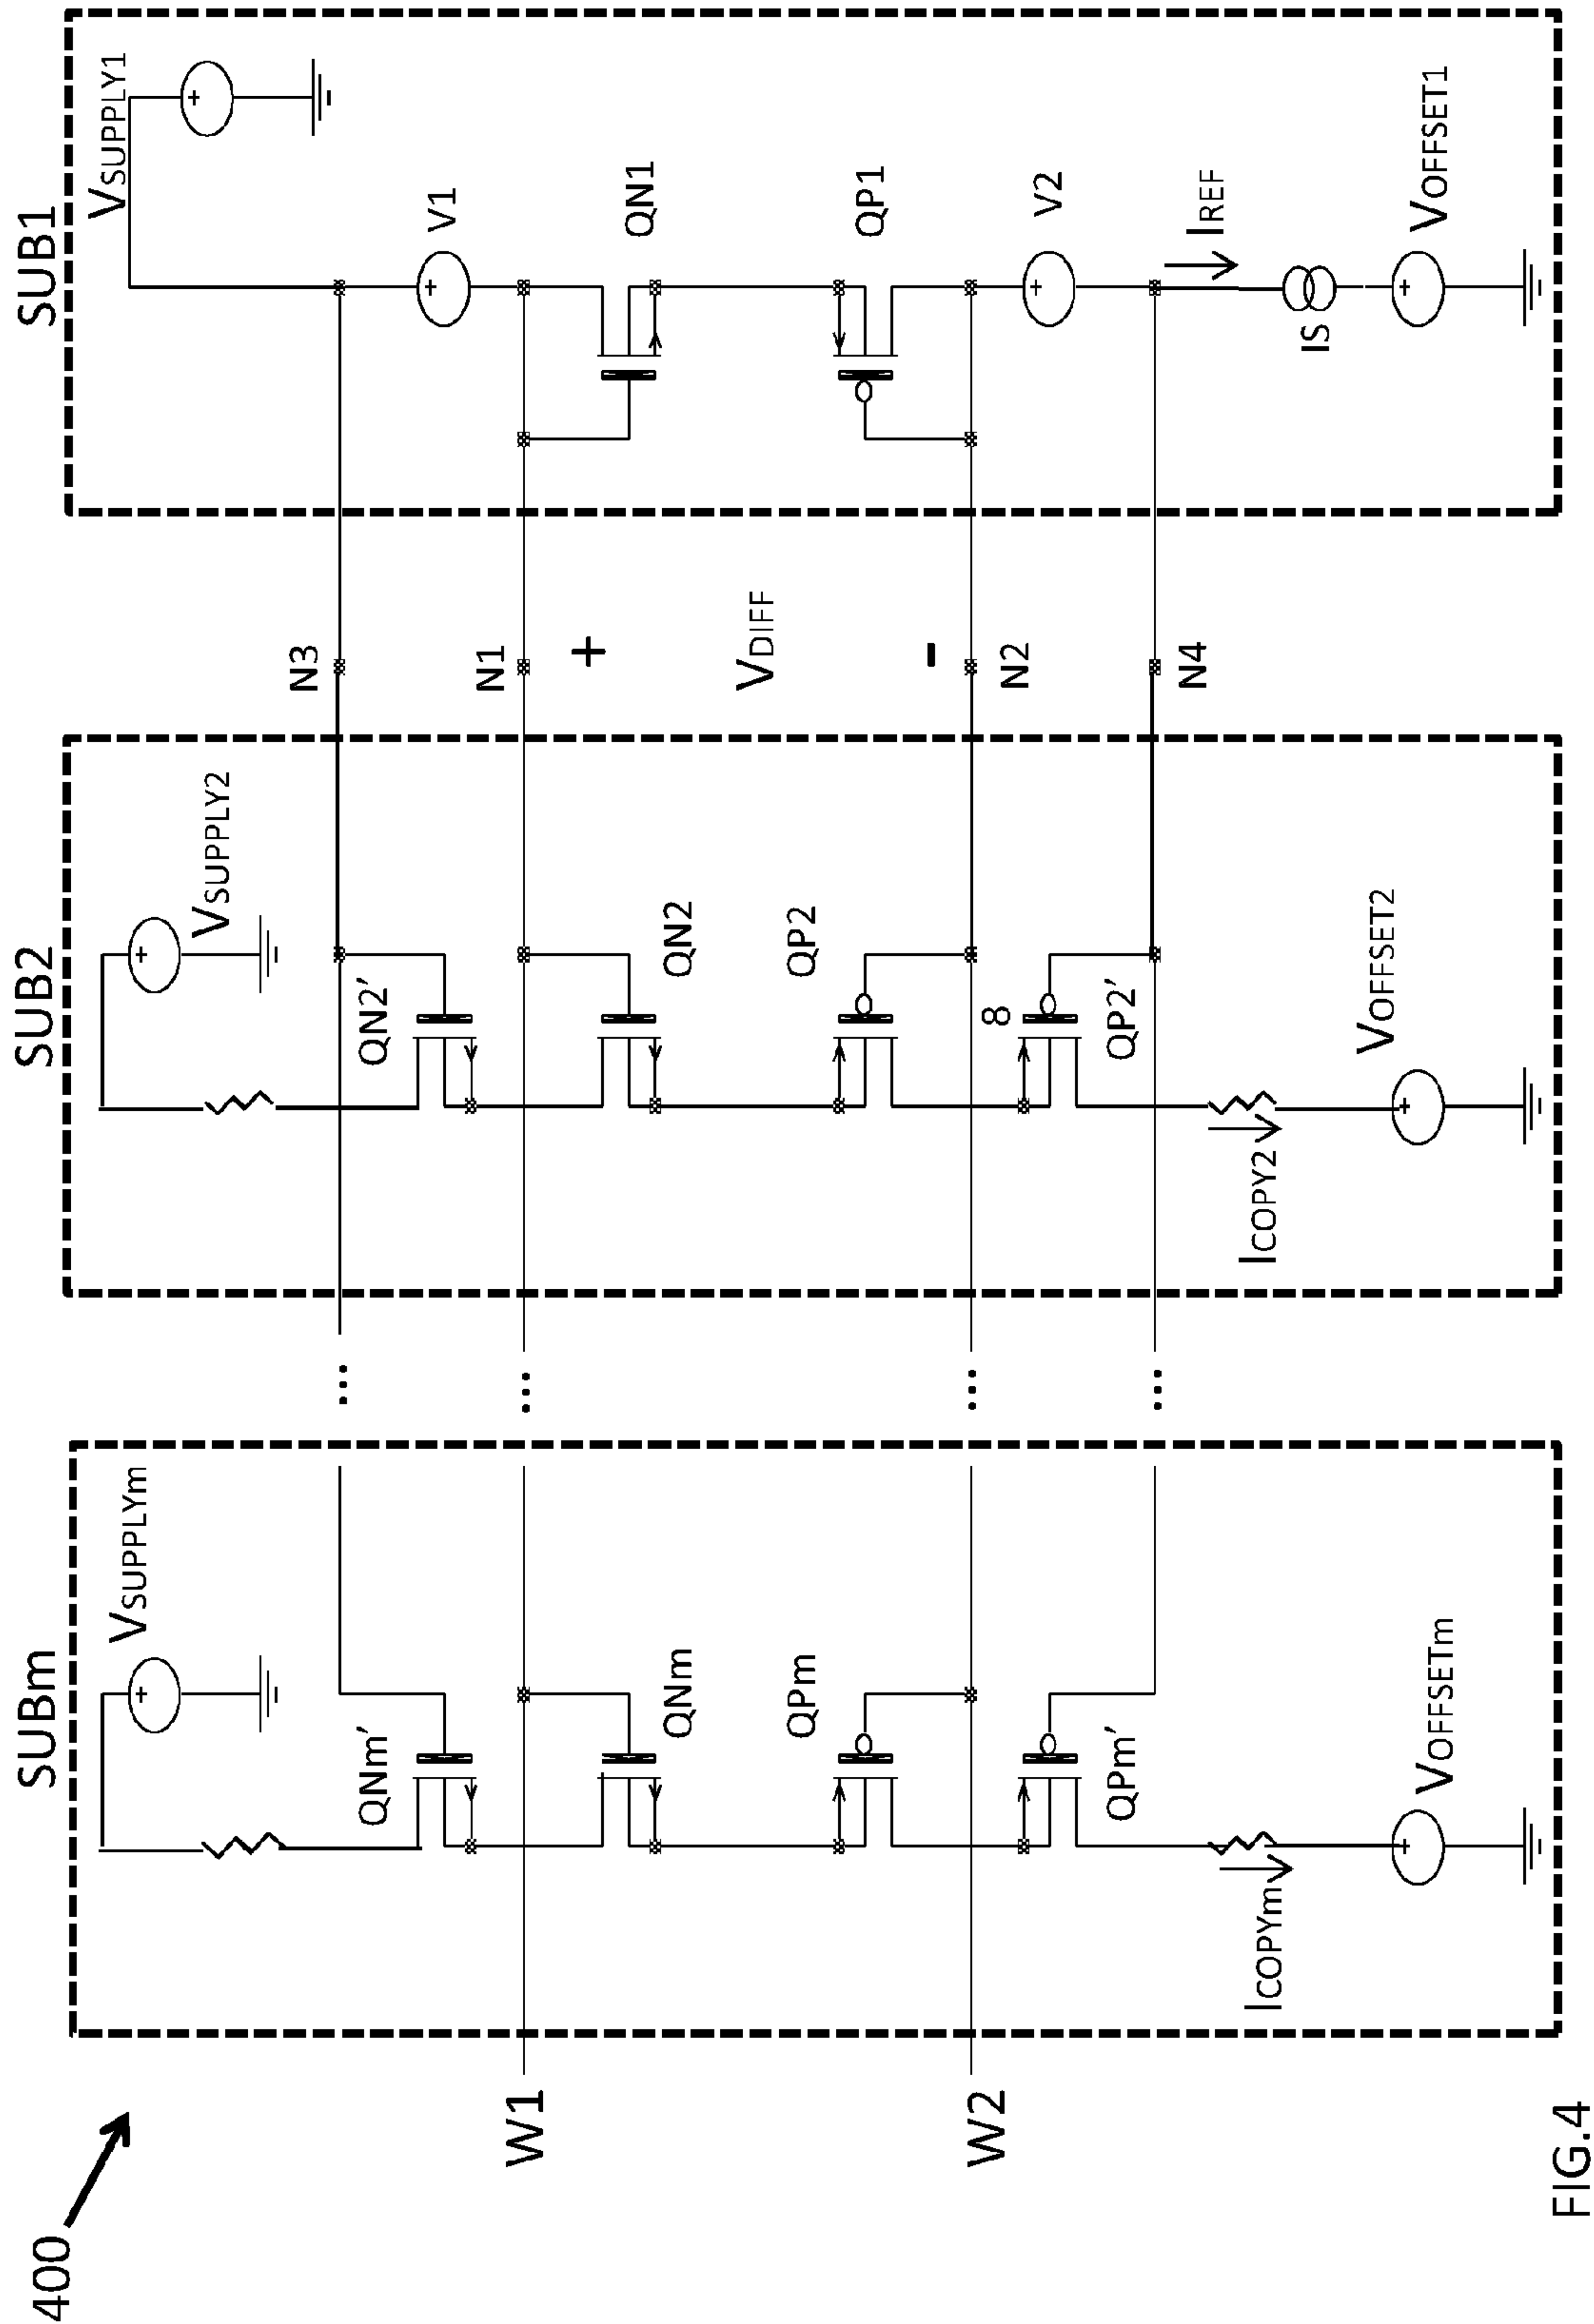 400
SUBm
SUB2
SUB1
VSUPPLYm
VSUPPLY2
VSUPPLY1
N3
V1
QNm′
QN2′
W1
N1
+
QNm
QN2
QN1
VDIFF
QPm
QP2
QP1
-
W2
N2
8
V2
QPm′
QP2′
N4
IREF
ICOPYm
ICOPY2
IS
VOFFSETm
VOFFSET2
VOFFSET1
...
...
...
...
...
...
...
...
FIG.4